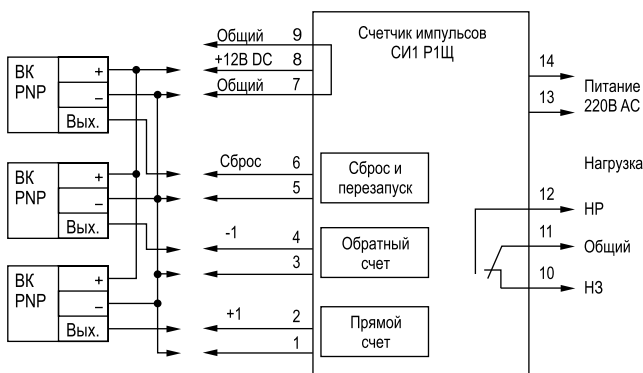 Общий 9
+12В DC 8
Общий 7
Сброс 6
5
-1 4
3
+1 2
1
ВК
PNP
+
–
Вых.
ВК
PNP
+
–
Вых.
ВК
PNP
+
–
Вых.
Счетчик импульсов
СИ1 Р1Щ
Сброс и
перезапуск
Обратный
счет
Прямой
счет
14
13
Питание
220В АС
Нагрузка
12
НР
11
Общий
10
НЗ